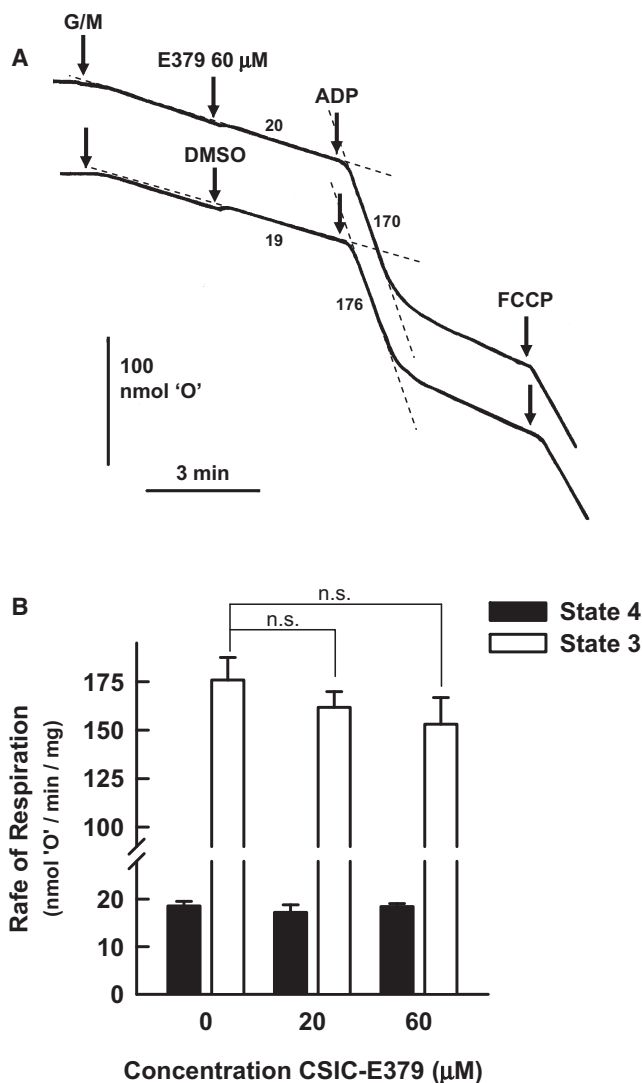 A
G/M
E379 60 μM
ADP
20
DMSO
170
19
176
FCCP
100
nmol ‘O’
3 min
B
n.s.
n.s.
State 4
State 3
Rafe of Respiration
(nmol 'O' / min / mg)
175
150
125
100
20
10
0
0 20 60
Concentration CSIC-E379 (μM)